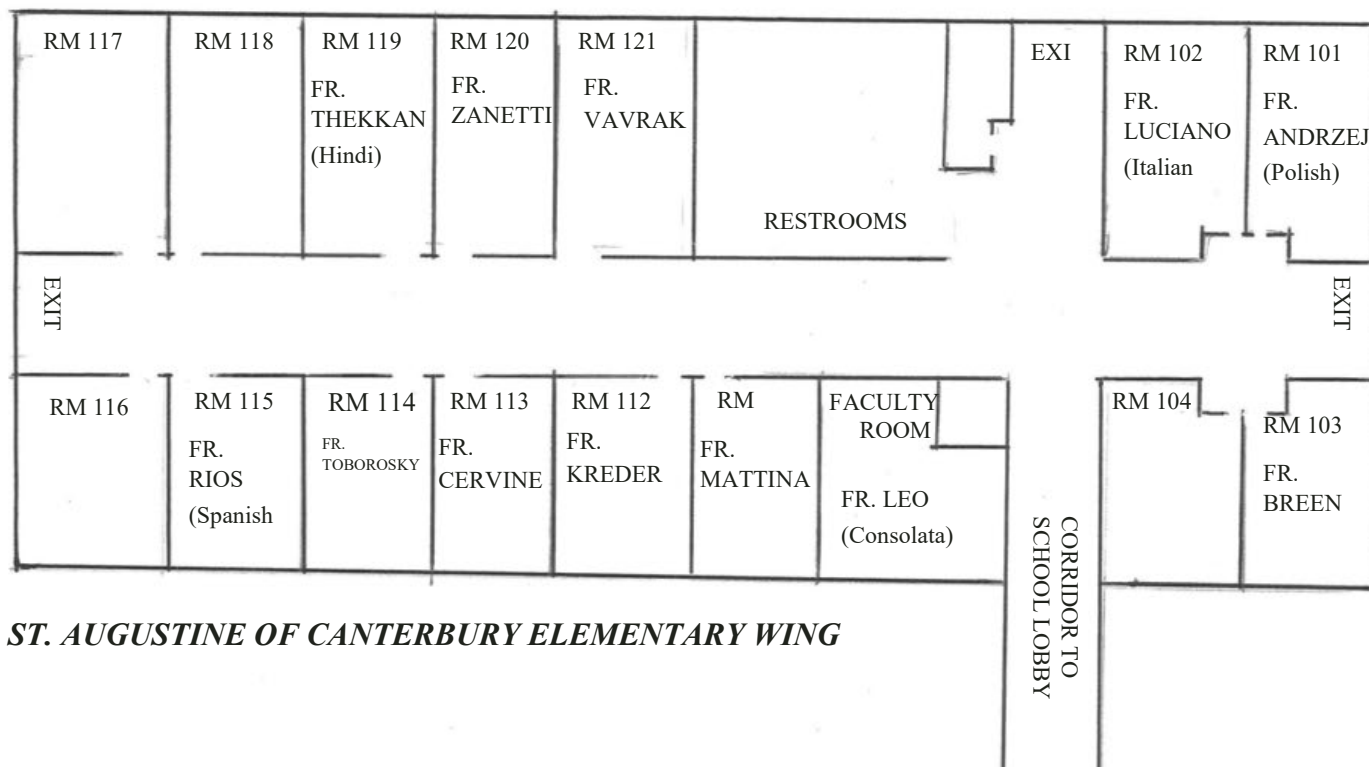 RM 117
RM 118
RM 119
FR.
THEKKAN
(Hindi)
RM 120
FR.
ZANETTI
RM 121
FR.
VAVRAK
RESTROOMS
EXI
RM 102
FR.
LUCIANO
(Italian
RM 101
FR.
ANDRZEJ
(Polish)
EXIT
EXIT
RM 116
RM 115
FR.
RIOS
(Spanish
RM 114
FR.
TOBOROSKY
RM 113
FR.
CERVINE
RM 112
FR.
KREDER
RM
FR.
MATTINA
FACULTY
ROOM
FR. LEO
(Consolata)
CORRIDOR TO
SCHOOL LOBBY
RM 104
RM 103
FR.
BREEN
ST. AUGUSTINE OF CANTERBURY ELEMENTARY WING